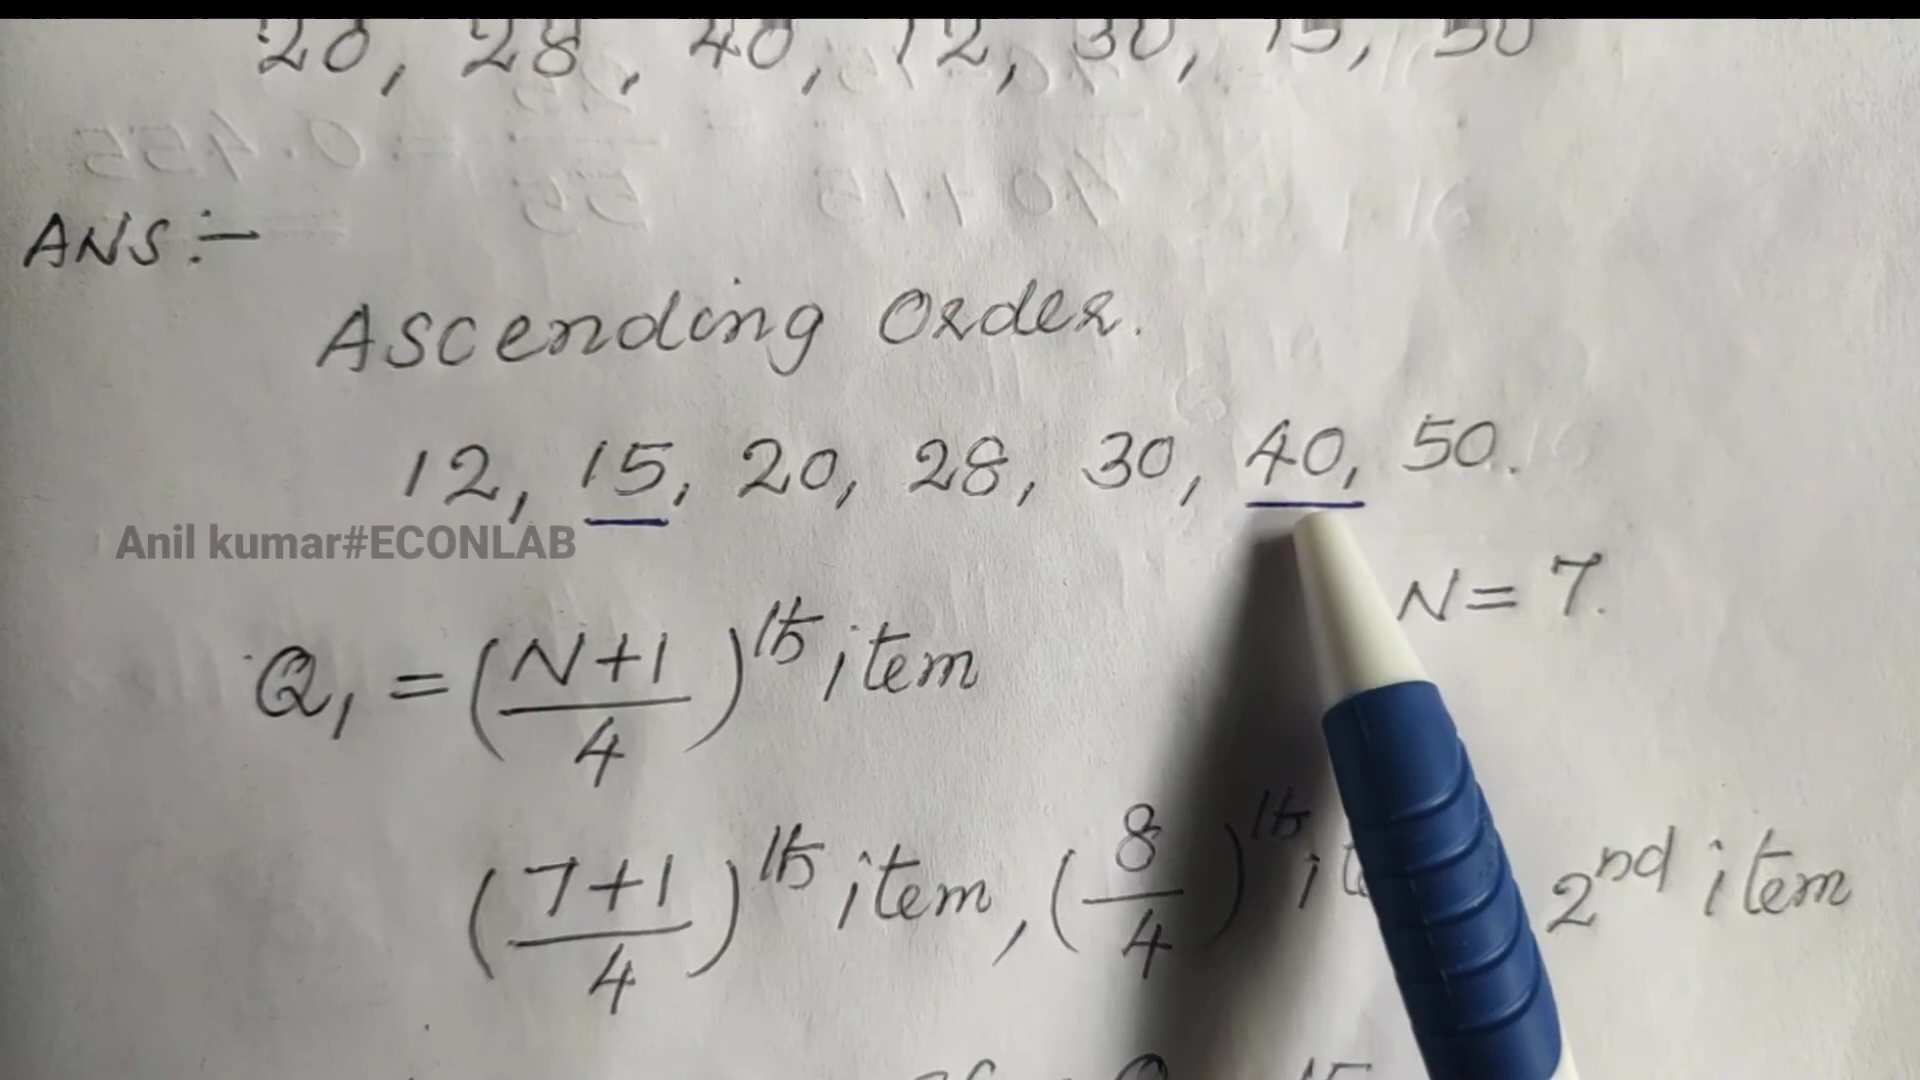 20, 28, 40, 12, 30, 15, 50
ANS:-
Ascending Order.
12, 15, 20, 28, 30, 40, 50.
Anil kumar#ECONLAB
N = 7.
Q₁ = (N+1/4)th item
(7+1/4)th item, (8/4)th 2nd item
15